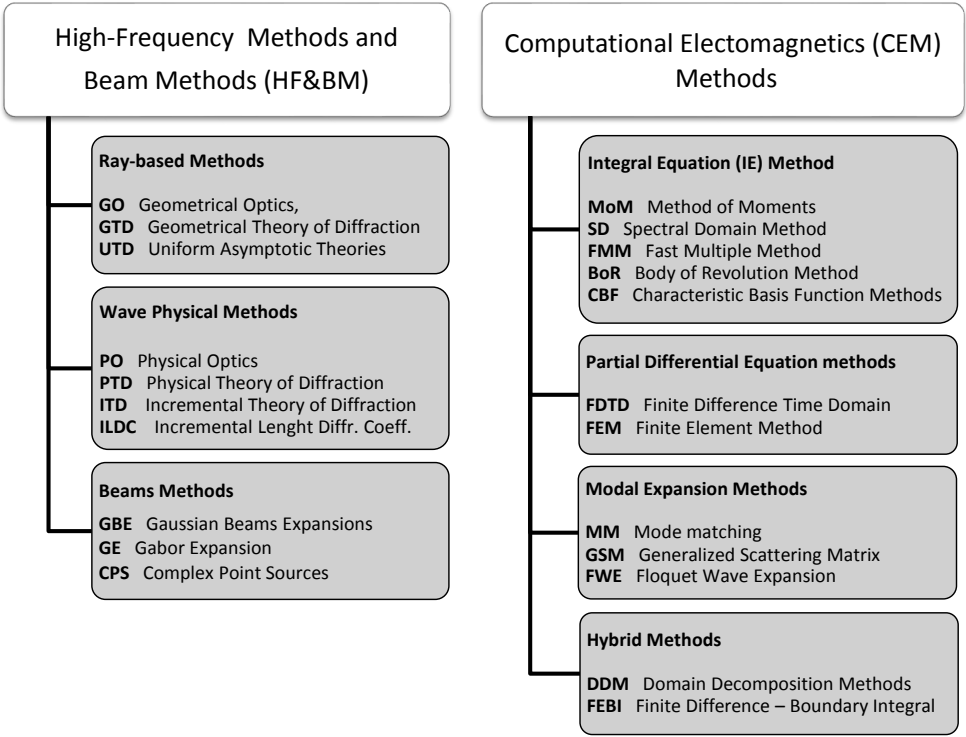 High-Frequency Methods and
Beam Methods (HF&BM)
Ray-based Methods
GO Geometrical Optics,
GTD Geometrical Theory of Diffraction
UTD Uniform Asymptotic Theories
Wave Physical Methods
PO Physical Optics
PTD Physical Theory of Diffraction
ITD Incremental Theory of Diffraction
ILDC Incremental Lenght Diffr. Coeff.
Beams Methods
GBE Gaussian Beams Expansions
GE Gabor Expansion
CPS Complex Point Sources
Computational Electomagnetics (CEM)
Methods
Integral Equation (IE) Method
MoM Method of Moments
SD Spectral Domain Method
FMM Fast Multiple Method
BoR Body of Revolution Method
CBF Characteristic Basis Function Methods
Partial Differential Equation methods
FDTD Finite Difference Time Domain
FEM Finite Element Method
Modal Expansion Methods
MM Mode matching
GSM Generalized Scattering Matrix
FWE Floquet Wave Expansion
Hybrid Methods
DDM Domain Decomposition Methods
FEBI Finite Difference – Boundary Integral